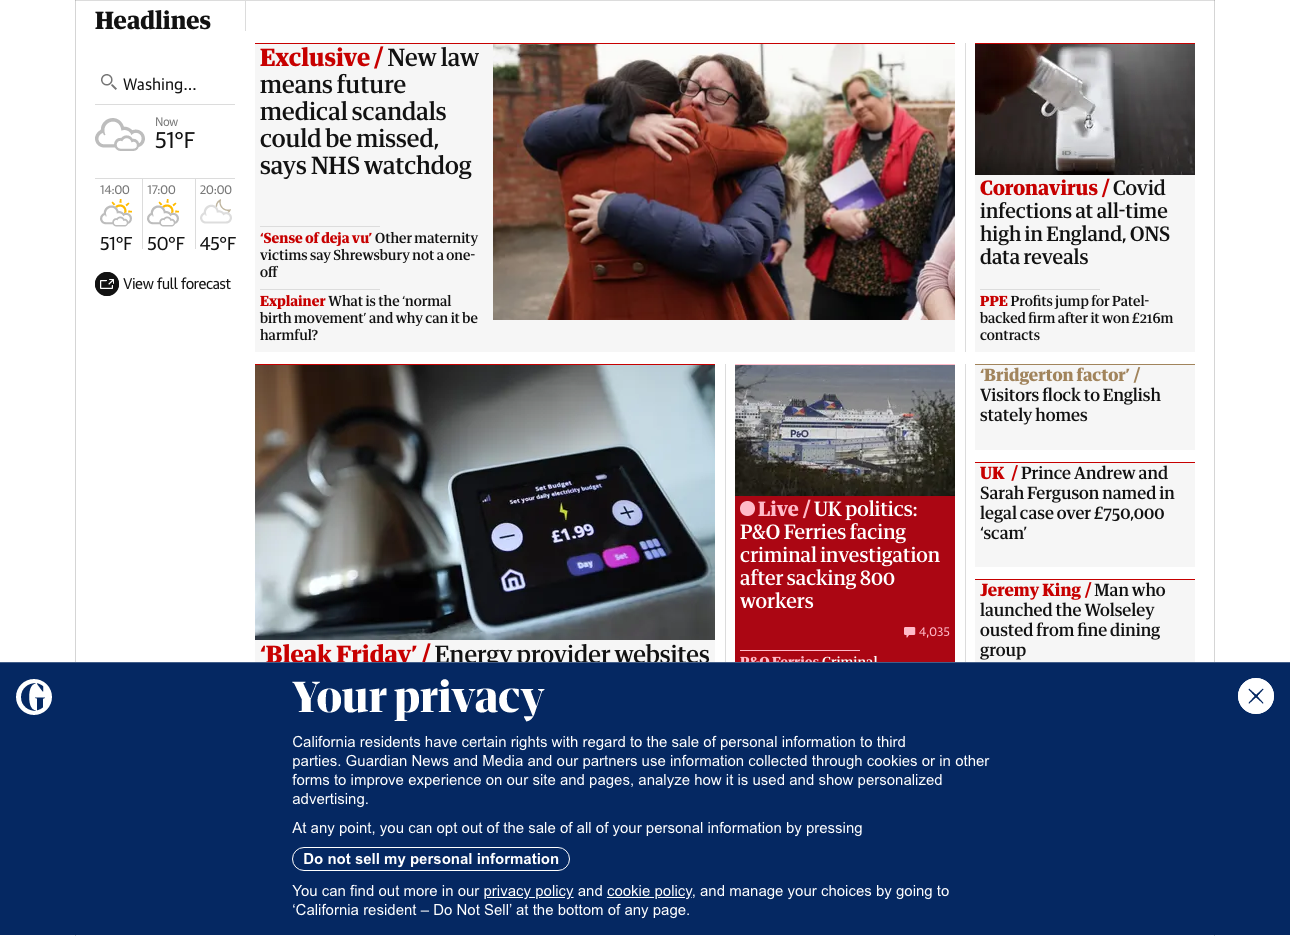 Headlines
Washing...
Now
51°F
14:00
17:00
20:00
51°F
50°F
45°F
View full forecast
Exclusive / New law
means future
medical scandals
could be missed,
says NHS watchdog
‘Sense of deja vu’ Other maternity
victims say Shrewsbury not a one-
off
Explainer What is the ‘normal
birth movement’ and why can it be
harmful?
Coronavirus / Covid
infections at all-time
high in England, ONS
data reveals
PPE Profits jump for Patel-
backed firm after it won £216m
contracts
Set Budget
Set your daily electricity budget
£1.99
Day
Set
‘Bleak Friday’ / Energy provider websites
P&O
Live / UK politics:
P&O Ferries facing
criminal investigation
after sacking 800
workers
4,035
P&O Ferries Criminal
‘Bridgerton factor’ /
Visitors flock to English
stately homes
UK / Prince Andrew and
Sarah Ferguson named in
legal case over £750,000
‘scam’
Jeremy King / Man who
launched the Wolseley
ousted from fine dining
group
Your privacy
California residents have certain rights with regard to the sale of personal information to third
parties. Guardian News and Media and our partners use information collected through cookies or in other
forms to improve experience on our site and pages, analyze how it is used and show personalized
advertising.
At any point, you can opt out of the sale of all of your personal information by pressing
Do not sell my personal information
You can find out more in our privacy policy and cookie policy, and manage your choices by going to
‘California resident – Do Not Sell’ at the bottom of any page.